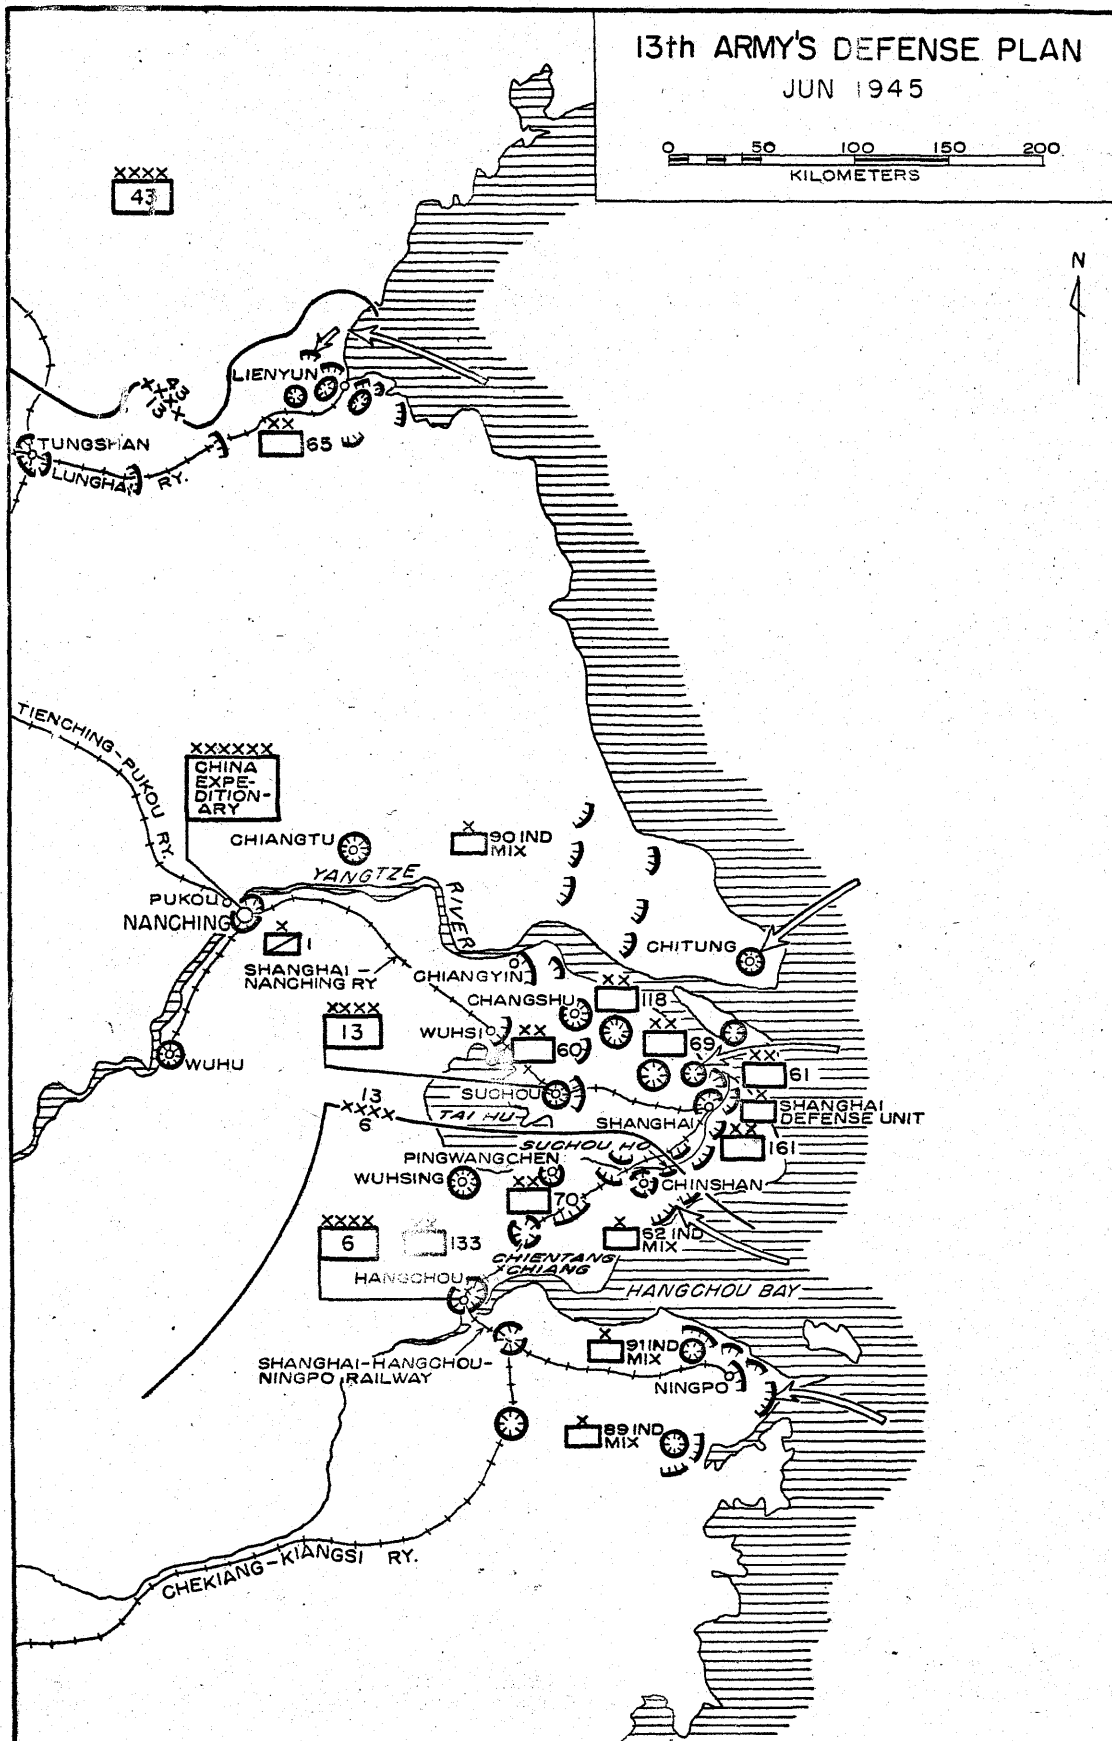 13th ARMY'S DEFENSE PLAN
JUN 1945
0 50 100 150 200
KILOMETERS
N
XXXX
43
LIENYUN
43
XXXX
13
XX
65
TUNGSHAN
LUNGHAI RY.
TIENCHING-PUKOU RY.
XXXXXX
CHINA
EXPE-
DITION-
ARY
CHIANGTU
X
90 IND
MIX
YANGTZE RIVER
PUKOU
NANCHING
X
1
SHANGHAI-
NANCHING RY
CHITUNG
CHIANGYIN
XX
118
CHANGSHU
XXXX
13
WUHSI
XX
60
XX
69
WUHU
XX
61
SUCHOU
X
SHANGHAI
DEFENSE UNIT
SHANGHAI
13
XXXX
6
TAI HU
XX
161
SUCHOU HO
PINGWANGCHEN
WUHSING
CHINSHAN
XX
70
XXXX
6
XX
133
X
62 IND
MIX
CHIENTANG
CHIANG
HANGCHOU
HANGCHOU BAY
SHANGHAI-HANGCHOU-
NINGPO RAILWAY
X
91 IND
MIX
NINGPO
X
89 IND
MIX
CHEKIANG-KIANGSI RY.